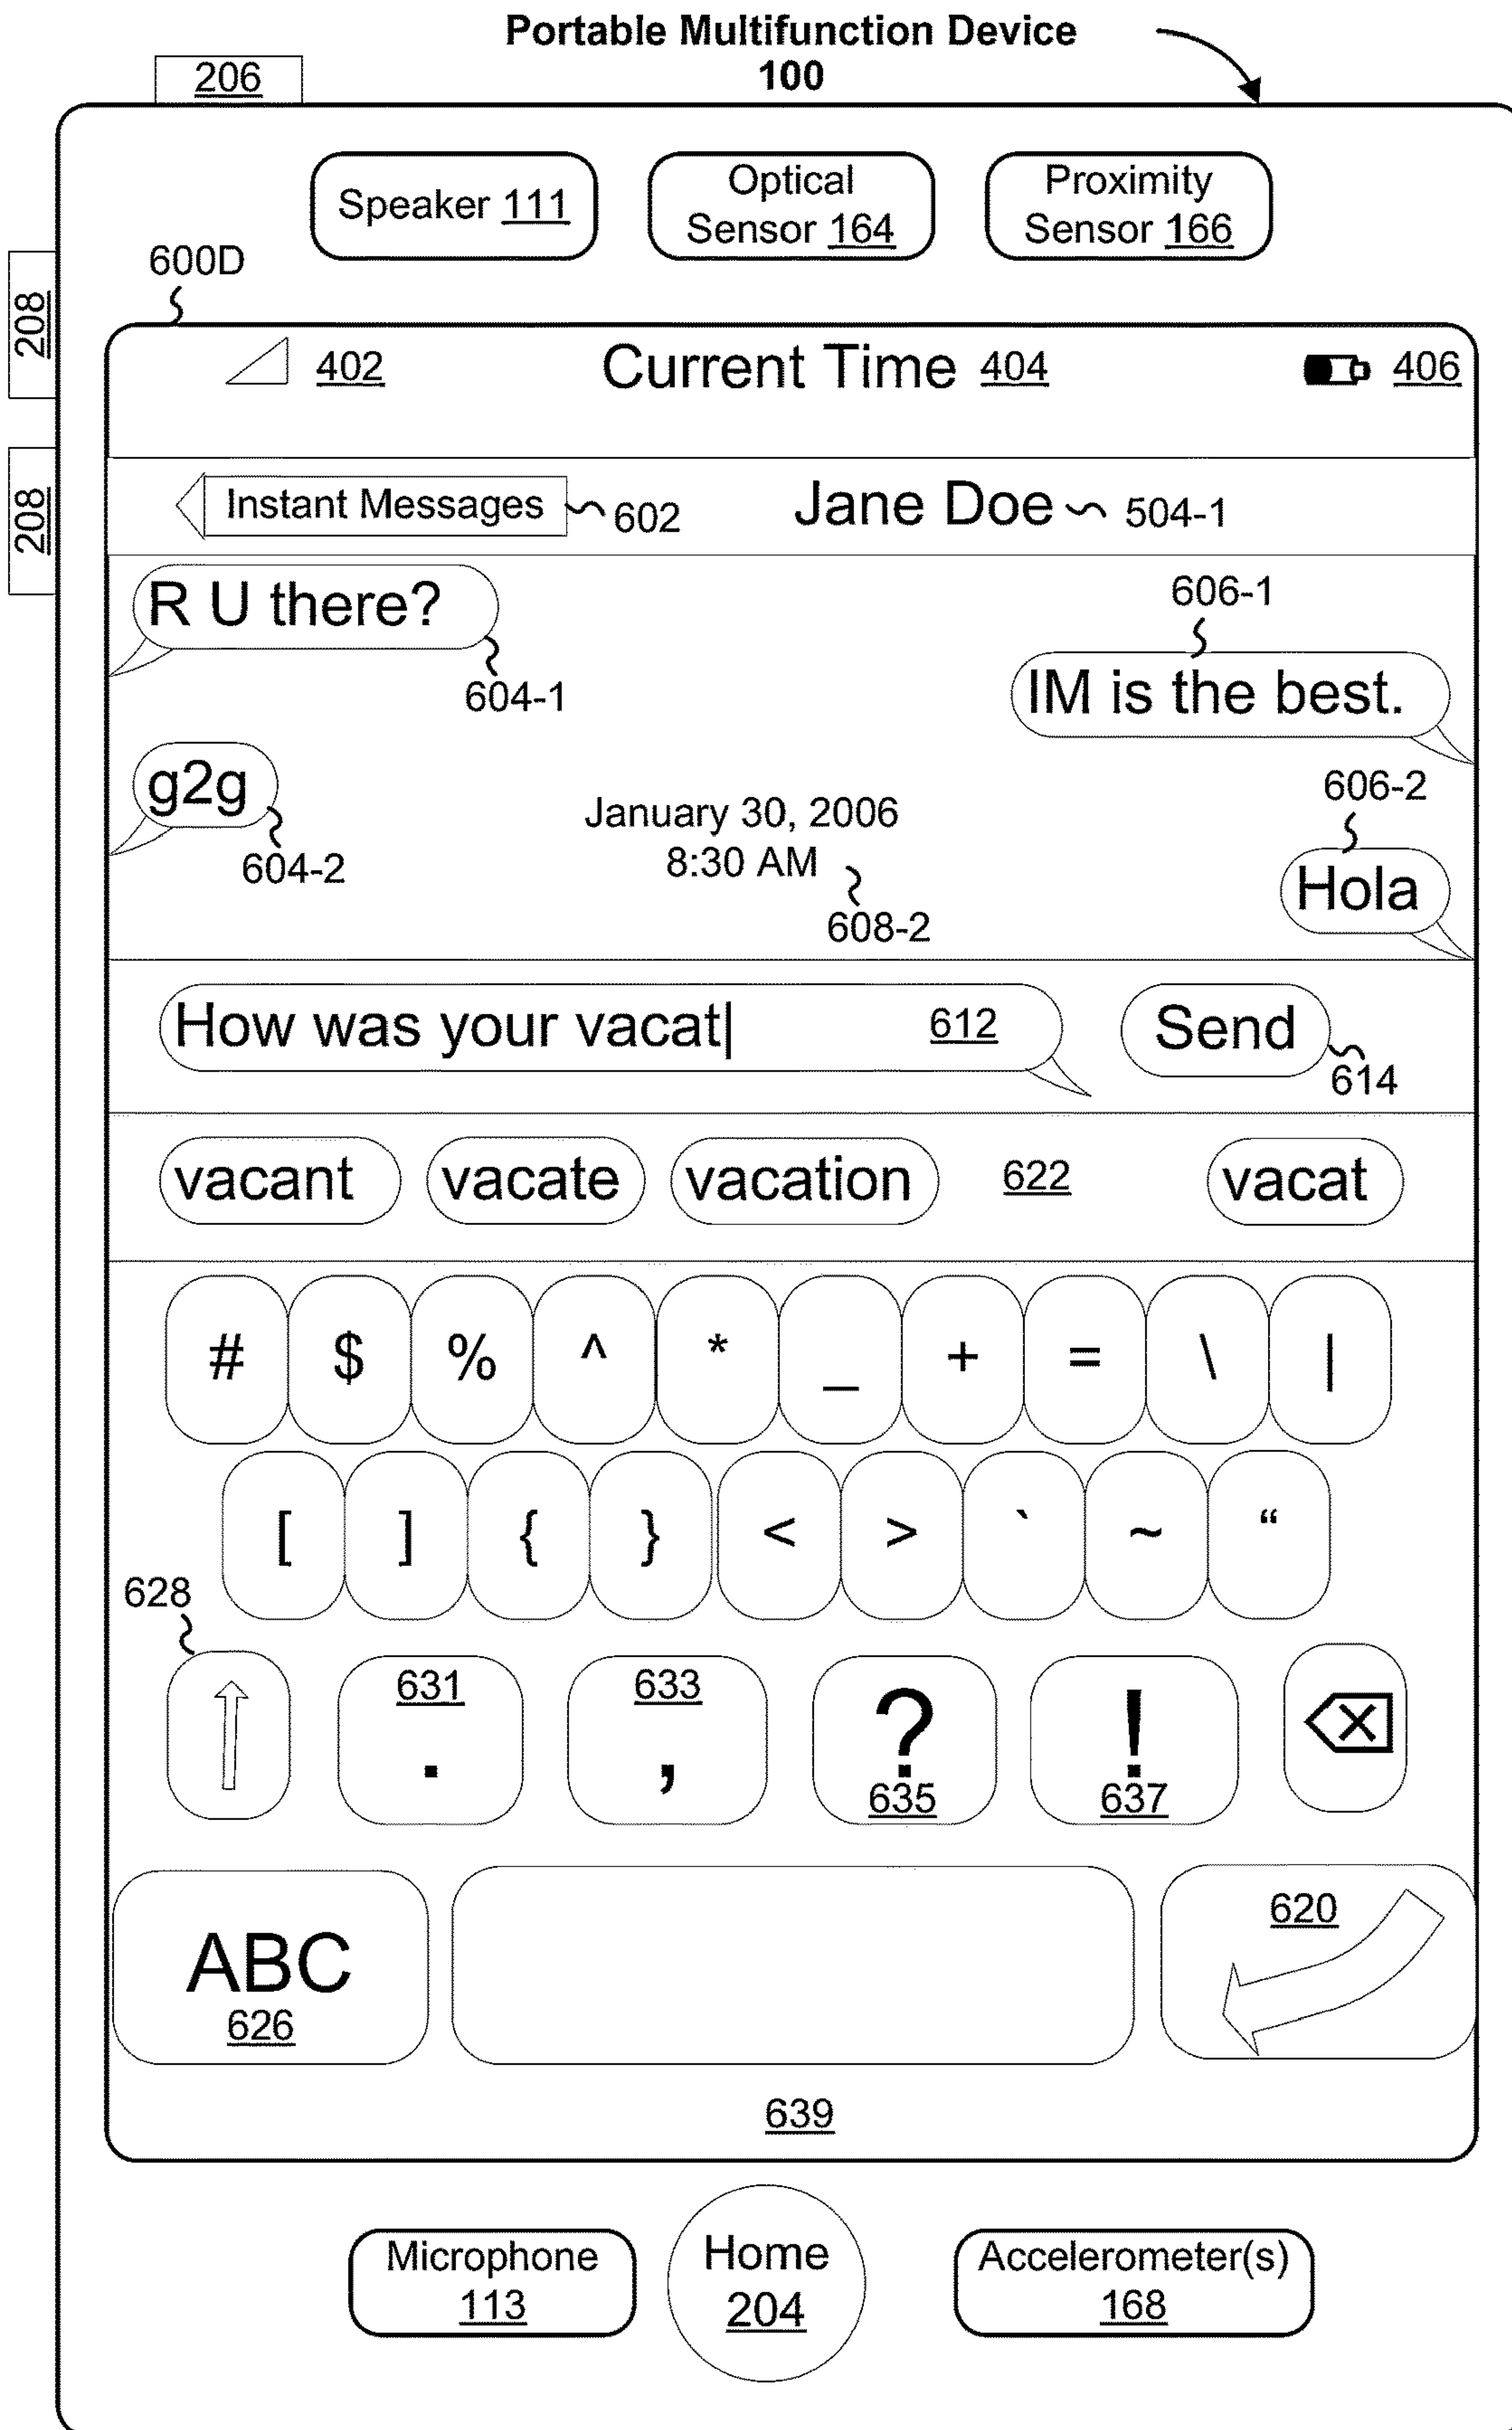 Portable Multifunction Device
100
206
Speaker 111
Optical
Sensor 164
Proximity
Sensor 166
600D
208
208
402
Current Time 404
406
Instant Messages
602
Jane Doe
504-1
R U there?
604-1
606-1
IM is the best.
g2g
604-2
January 30, 2006
8:30 AM
608-2
606-2
Hola
How was your vacat|
612
Send
614
vacant
vacate
vacation
622
vacat
# $ % ^ * _ + = \ |
[ ] { } < > ` ~ “
628
631
.
633
,
?
635
!
637
ABC
626
620
639
Microphone
113
Home
204
Accelerometer(s)
168